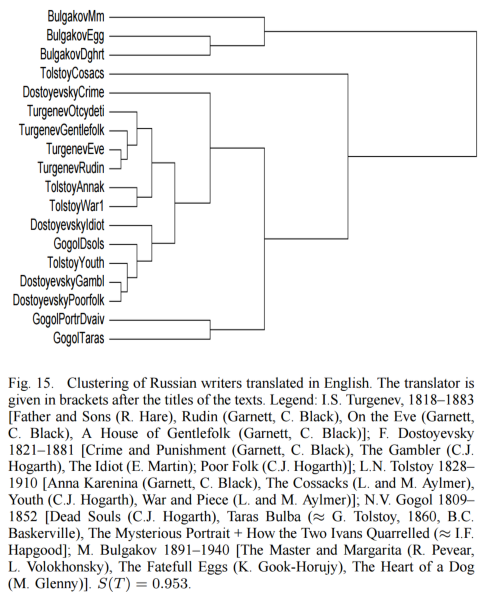 BulgakovMm
BulgakovEgg
BulgakovDghrt
TolstoyCosacs
DostoyevskyCrime
TurgenevOtcydeti
TurgenevGentlefolk
TurgenevEve
TurgenevRudin
TolstoyAnnak
TolstoyWar1
DostoyevskyIdiot
GogolDsols
TolstoyYouth
DostoyevskyGambl
DostoyevskyPoorfolk
GogolPortrDvaiv
GogolTaras
Fig. 15. Clustering of Russian writers translated in English. The translator is
given in brackets after the titles of the texts. Legend: I.S. Turgenev, 1818–1883
[Father and Sons (R. Hare), Rudin (Garnett, C. Black), On the Eve (Garnett,
C. Black), A House of Gentlefolk (Garnett, C. Black)]; F. Dostoyevsky
1821–1881 [Crime and Punishment (Garnett, C. Black), The Gambler (C.J.
Hogarth), The Idiot (E. Martin); Poor Folk (C.J. Hogarth)]; L.N. Tolstoy 1828–
1910 [Anna Karenina (Garnett, C. Black), The Cossacks (L. and M. Aylmer),
Youth (C.J. Hogarth), War and Piece (L. and M. Aylmer)]; N.V. Gogol 1809–
1852 [Dead Souls (C.J. Hogarth), Taras Bulba (≈ G. Tolstoy, 1860, B.C.
Baskerville), The Mysterious Portrait + How the Two Ivans Quarrelled (≈ I.F.
Hapgood]; M. Bulgakov 1891–1940 [The Master and Margarita (R. Pevear,
L. Volokhonsky), The Fatefull Eggs (K. Gook-Horujy), The Heart of a Dog
(M. Glenny)]. S(T) = 0.953.